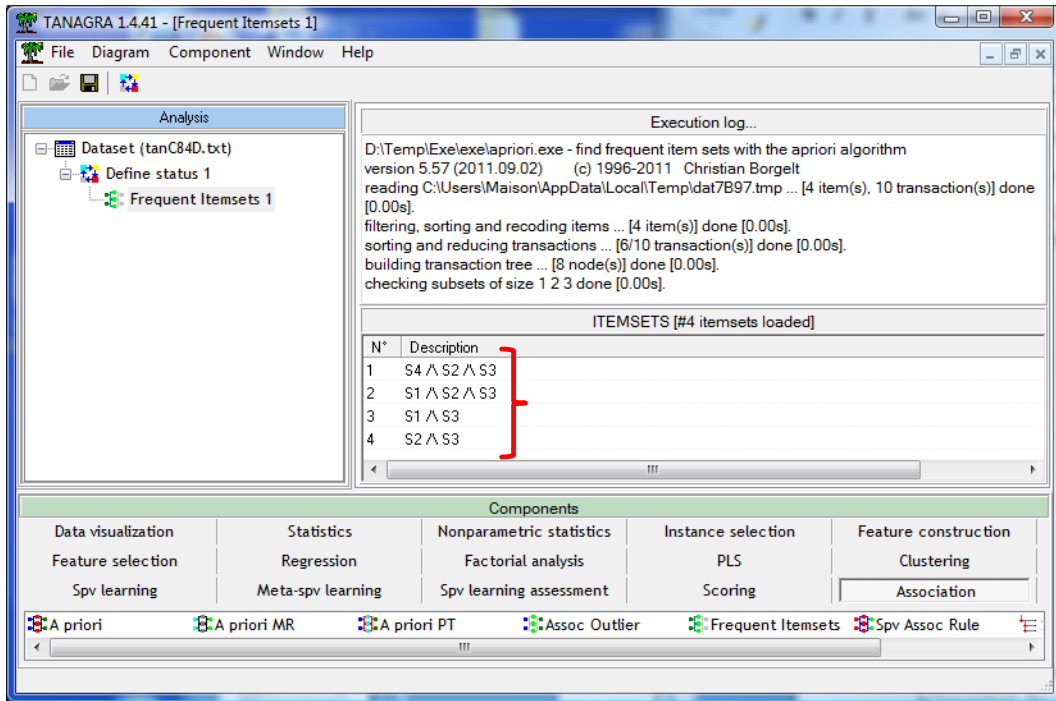 TANAGRA 1.4.41 - [Frequent Itemsets 1]
File Diagram Component Window Help
Analysis
Dataset (tanC84D.txt)
Define status 1
Frequent Itemsets 1
Execution log...
D:\Temp\Exe\exe\apriori.exe - find frequent item sets with the apriori algorithm
version 5.57 (2011.09.02) (c) 1996-2011 Christian Borgelt
reading C:\Users\Maison\AppData\Local\Temp\dat7B97.tmp ... [4 item(s), 10 transaction(s)] done
[0.00s].
filtering, sorting and recoding items ... [4 item(s)] done [0.00s].
sorting and reducing transactions ... [6/10 transaction(s)] done [0.00s].
building transaction tree ... [8 node(s)] done [0.00s].
checking subsets of size 1 2 3 done [0.00s].
ITEMSETS [#4 itemsets loaded]
N° Description
1 S4 /\ S2 /\ S3
2 S1 /\ S2 /\ S3
3 S1 /\ S3
4 S2 /\ S3
Components
Data visualization Statistics Nonparametric statistics Instance selection Feature construction
Feature selection Regression Factorial analysis PLS Clustering
Spv learning Meta-spv learning Spv learning assessment Scoring Association
A priori A priori MR A priori PT Assoc Outlier Frequent Itemsets Spv Assoc Rule